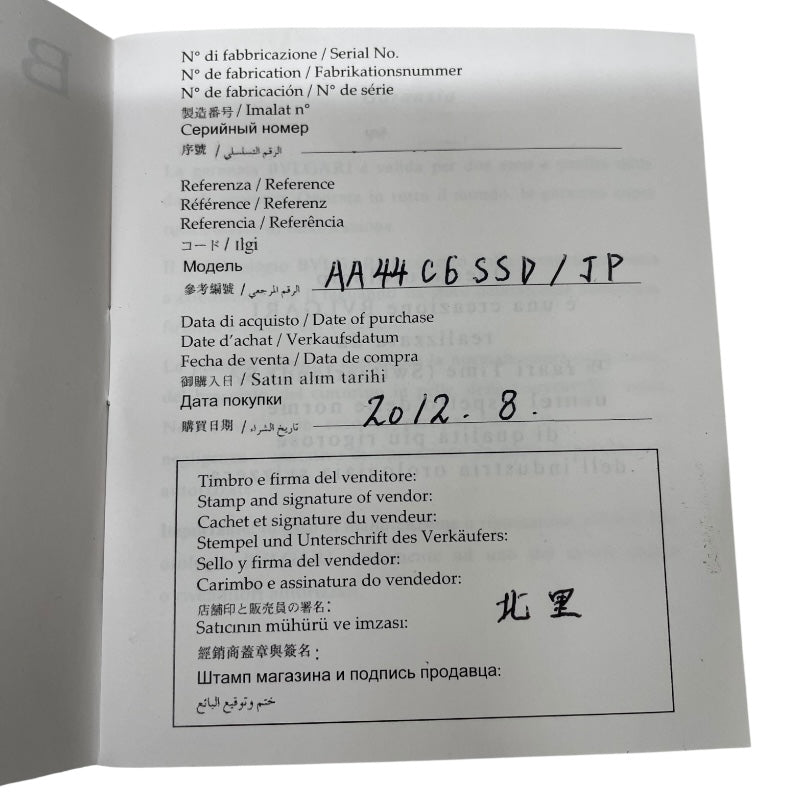 N° di fabbricazione / Serial No.
N° de fabrication / Fabrikationsnummer
N° de fabricación / N° de série
製造番号 / Imalat n°
Серийный номер
序號 / الرقم التسلسلي
Referenza / Reference
Référence / Referenz
Referencia / Referência
コード / Ilgi
Модель
參考編號 / الرقم المرجعي AA44C6SSD/JP
Data di acquisto / Date of purchase
Date d'achat / Verkaufsdatum
Fecha de venta / Data de compra
御購入日 / Satın alım tarihi
Дата покупки
購買日期 / تاريخ الشراء 2012.8.
Timbro e firma del venditore:
Stamp and signature of vendor:
Cachet et signature du vendeur:
Stempel und Unterschrift des Verkäufers:
Sello y firma del vendedor:
Carimbo e assinatura do vendedor:
店舗印と販売員の署名:
Satıcının mühürü ve imzası: 北里
經銷商蓋章與簽名:
Штамп магазина и подпись продавца:
ختم وتوقيع البائع